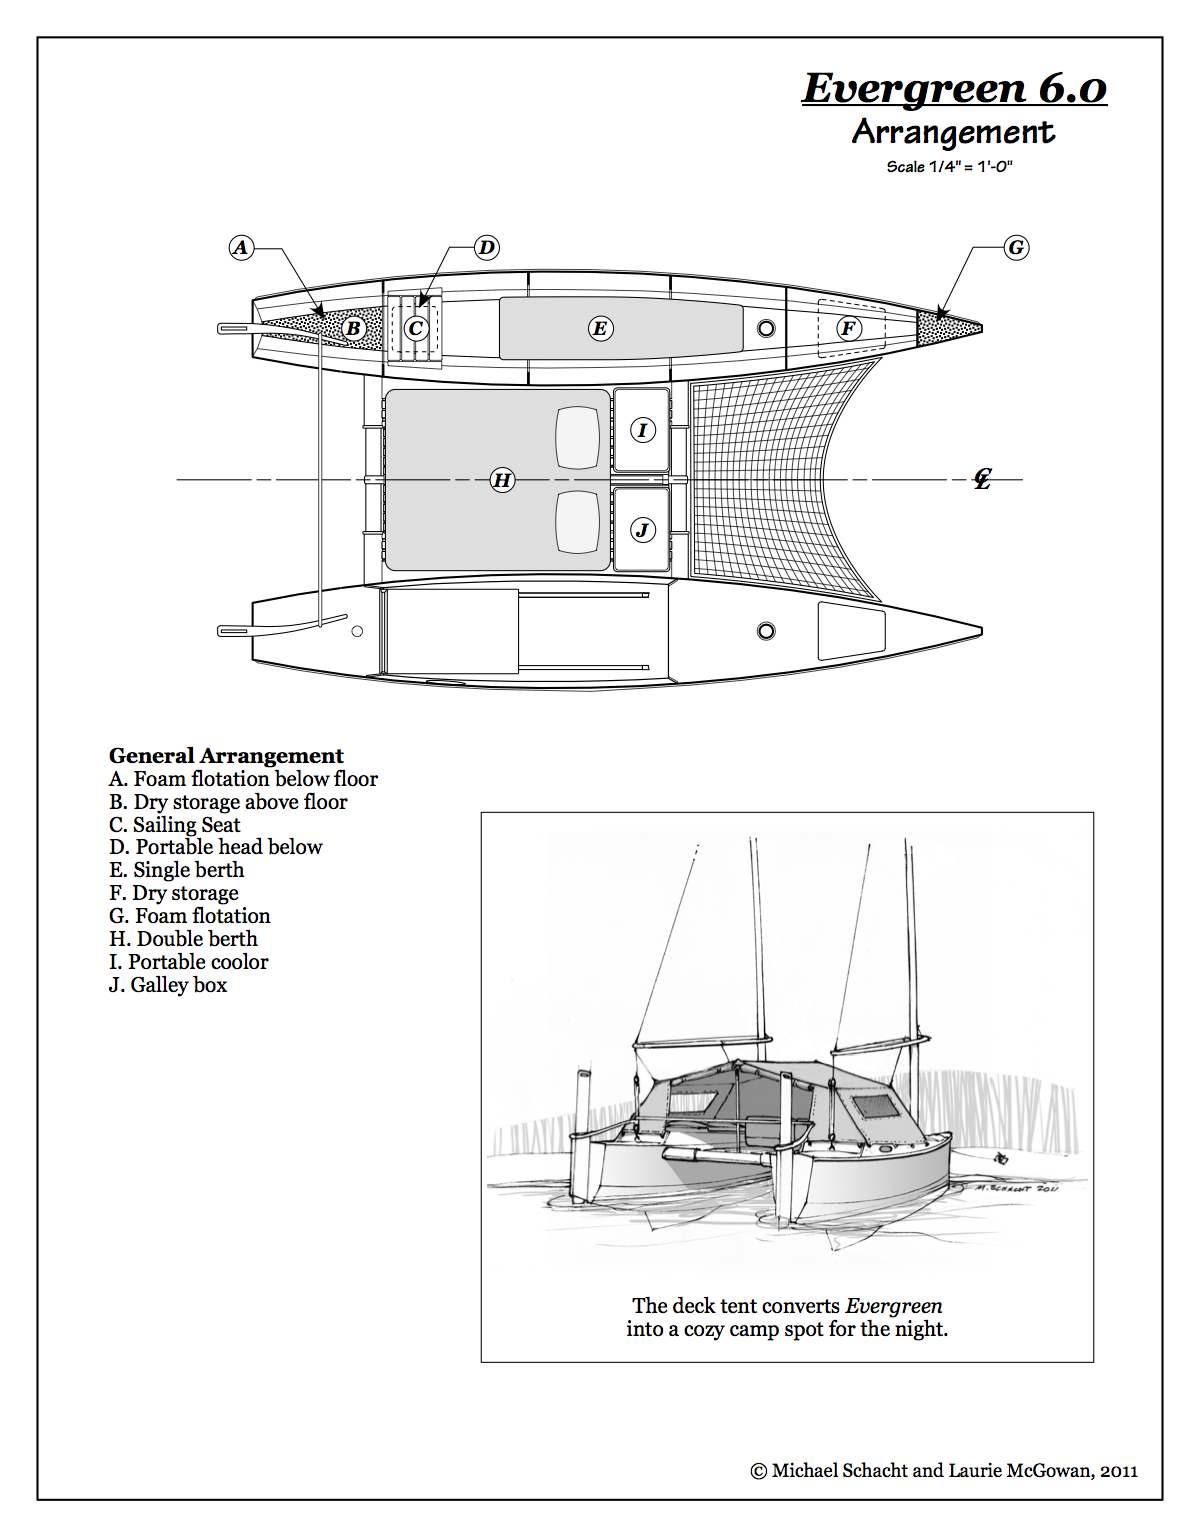 Evergreen 6.0
Arrangement
Scale 1/4" = 1'-0"
A
D
G
B
C
E
F
I
H
℄
J
General Arrangement
A. Foam flotation below floor
B. Dry storage above floor
C. Sailing Seat
D. Portable head below
E. Single berth
F. Dry storage
G. Foam flotation
H. Double berth
I. Portable coolor
J. Galley box
M. SCHACHT 2011
The deck tent converts Evergreen
into a cozy camp spot for the night.
© Michael Schacht and Laurie McGowan, 2011